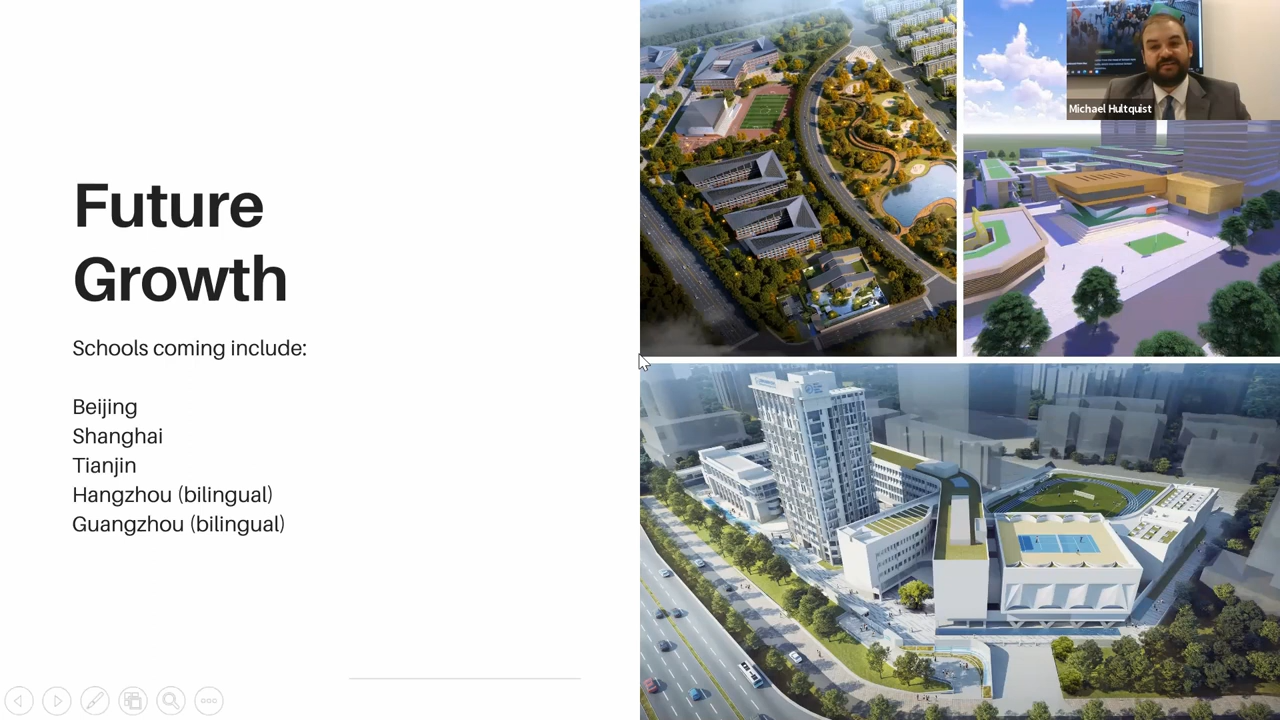 Future
Growth
Schools coming include:
Beijing
Shanghai
Tianjin
Hangzhou (bilingual)
Guangzhou (bilingual)
Michael Hultquist